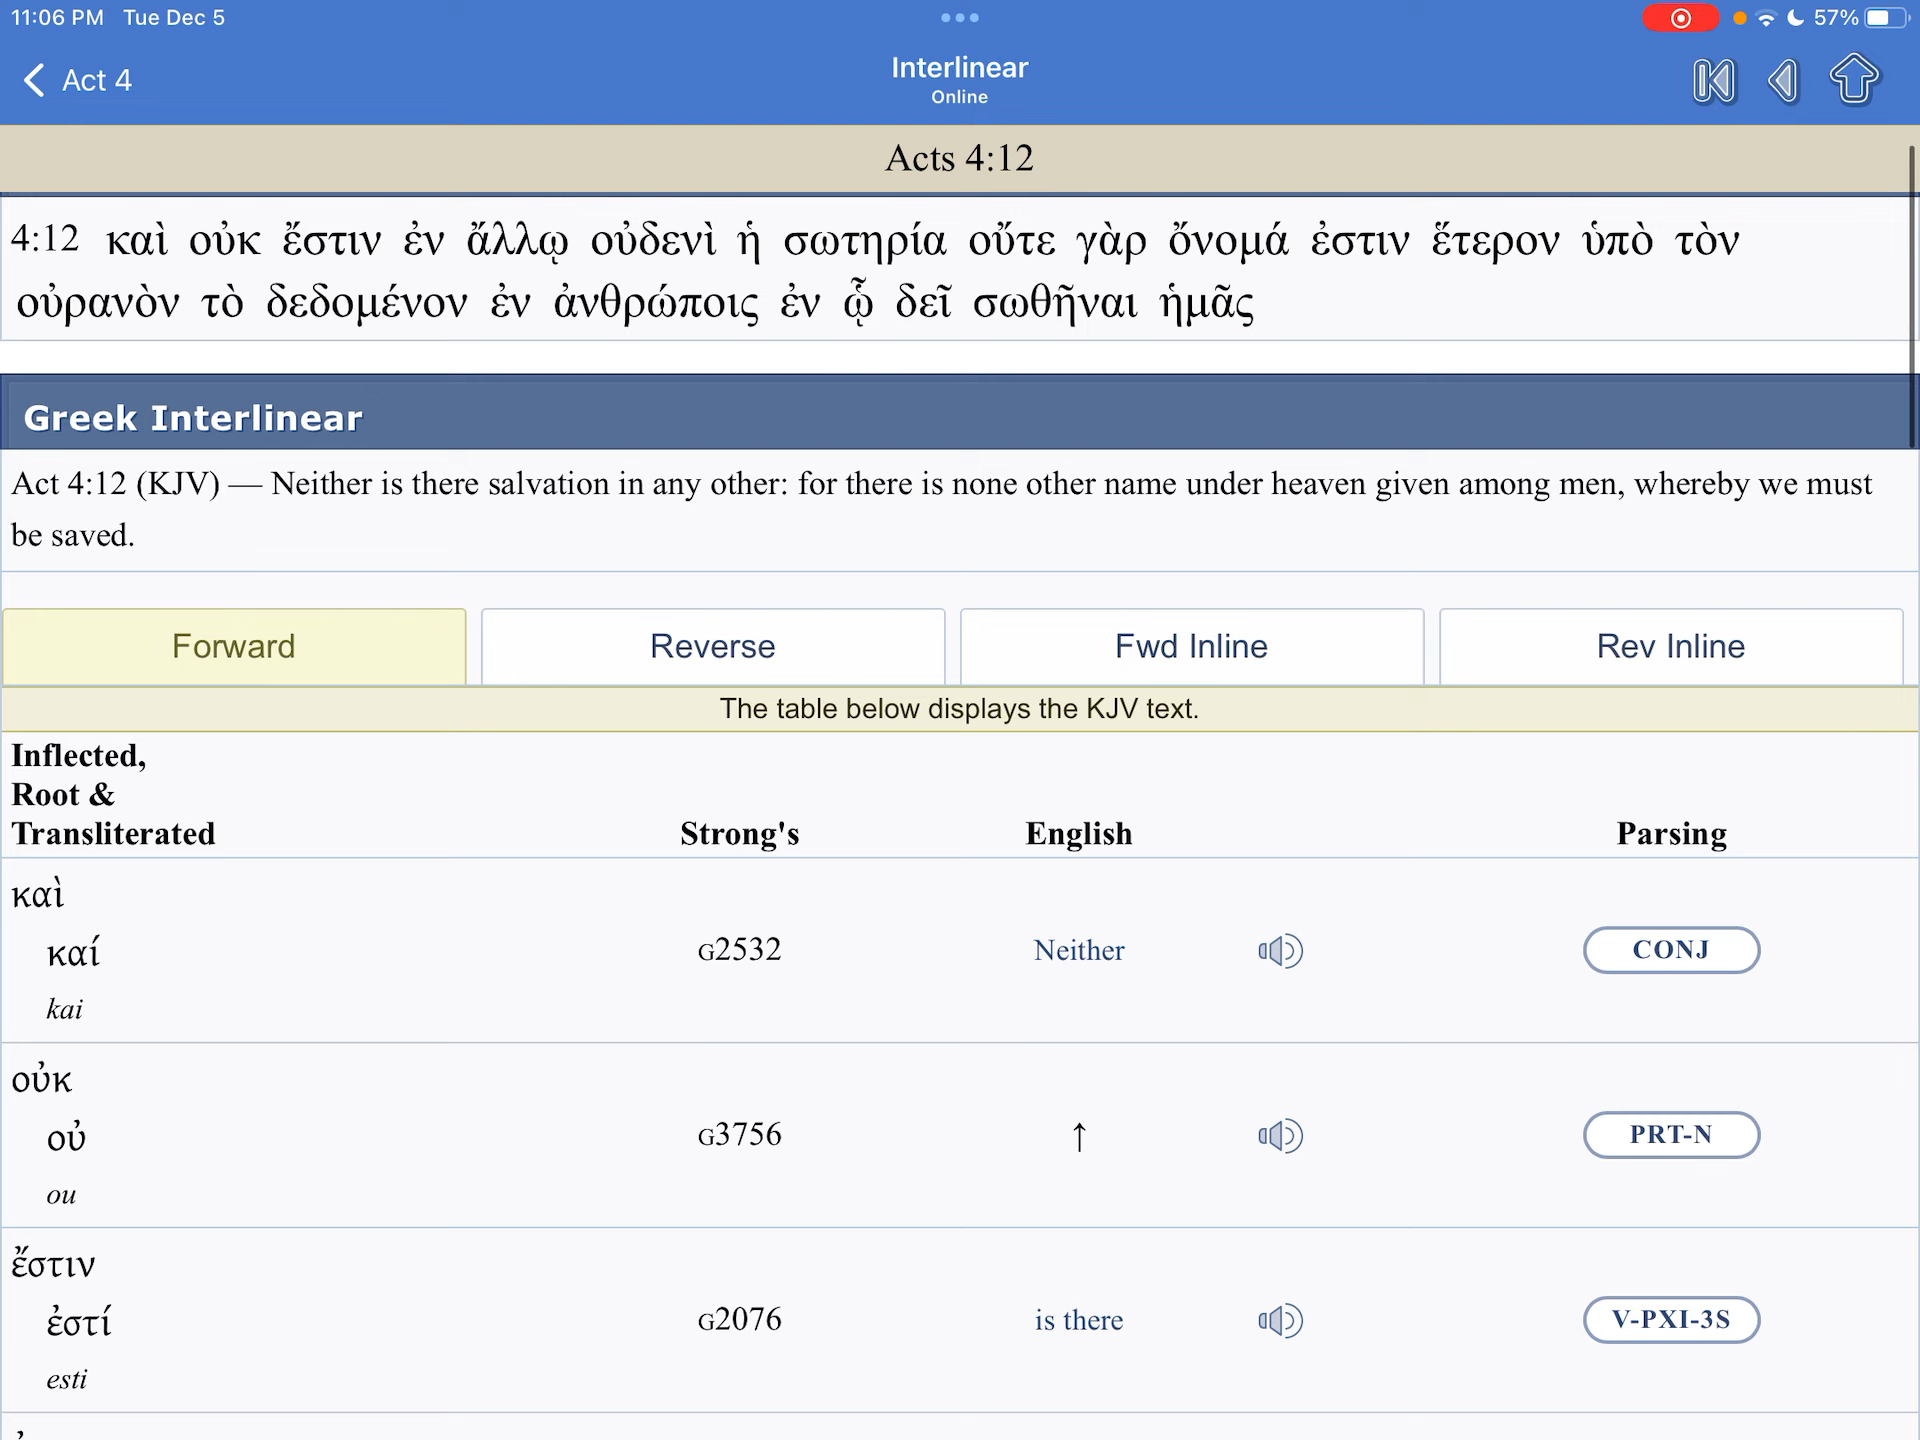 11:06 PM Tue Dec 5
57%
Act 4
Interlinear
Online
Acts 4:12
4:12 καὶ οὐκ ἔστιν ἐν ἄλλῳ οὐδενὶ ἡ σωτηρία οὔτε γὰρ ὄνομά ἐστιν ἕτερον ὑπὸ τὸν
οὐρανὸν τὸ δεδομένον ἐν ἀνθρώποις ἐν ᾧ δεῖ σωθῆναι ἡμᾶς
Greek Interlinear
Act 4:12 (KJV) — Neither is there salvation in any other: for there is none other name under heaven given among men, whereby we must
be saved.
Forward Reverse Fwd Inline Rev Inline
The table below displays the KJV text.
Inflected,
Root &
Transliterated Strong's English Parsing
καὶ
καί G2532 Neither CONJ
kai
οὐκ
οὐ G3756 ↑ PRT-N
ou
ἔστιν
ἐστί G2076 is there V-PXI-3S
esti